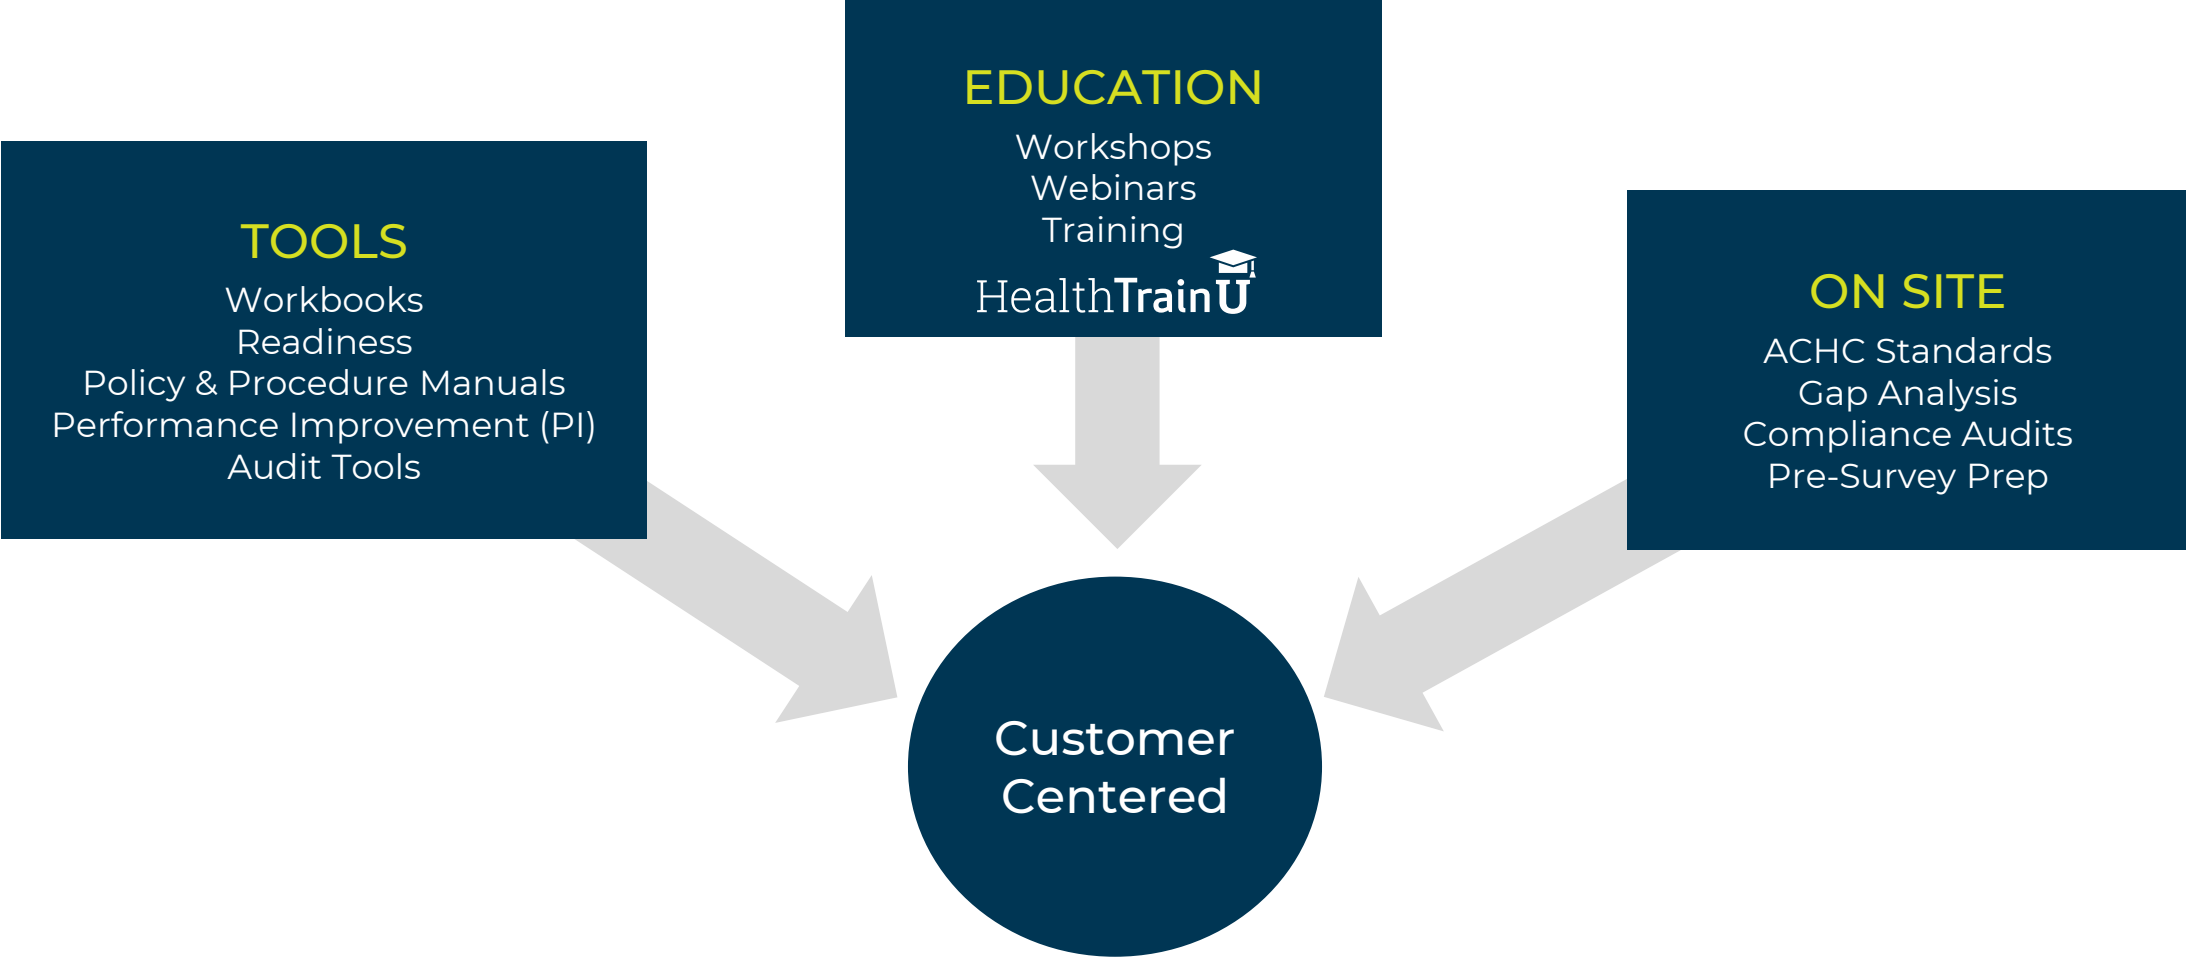 EDUCATION
Workshops
Webinars
Training
HealthTrainU
TOOLS
Workbooks
Readiness
Policy & Procedure Manuals
Performance Improvement (PI)
Audit Tools
ON SITE
ACHC Standards
Gap Analysis
Compliance Audits
Pre-Survey Prep
Customer
Centered